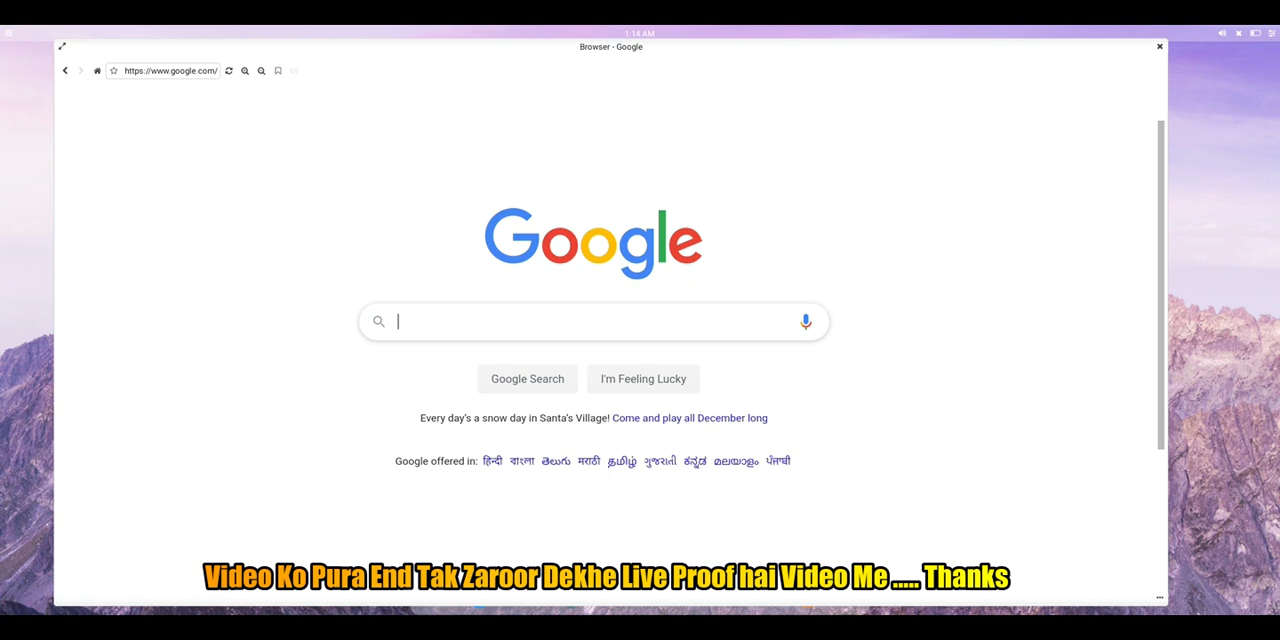 1:14 AM
Browser - Google
https://www.google.com/
Google
Google Search
I'm Feeling Lucky
Every day's a snow day in Santa's Village! Come and play all December long
Google offered in: हिन्दी বাংলা తెలుగు मराठी தமிழ் ગુજરાતી ಕನ್ನಡ മലയാളം ਪੰਜਾਬੀ
Video Ko Pura End Tak Zaroor Dekhe Live Proof hai Video Me ..... Thanks